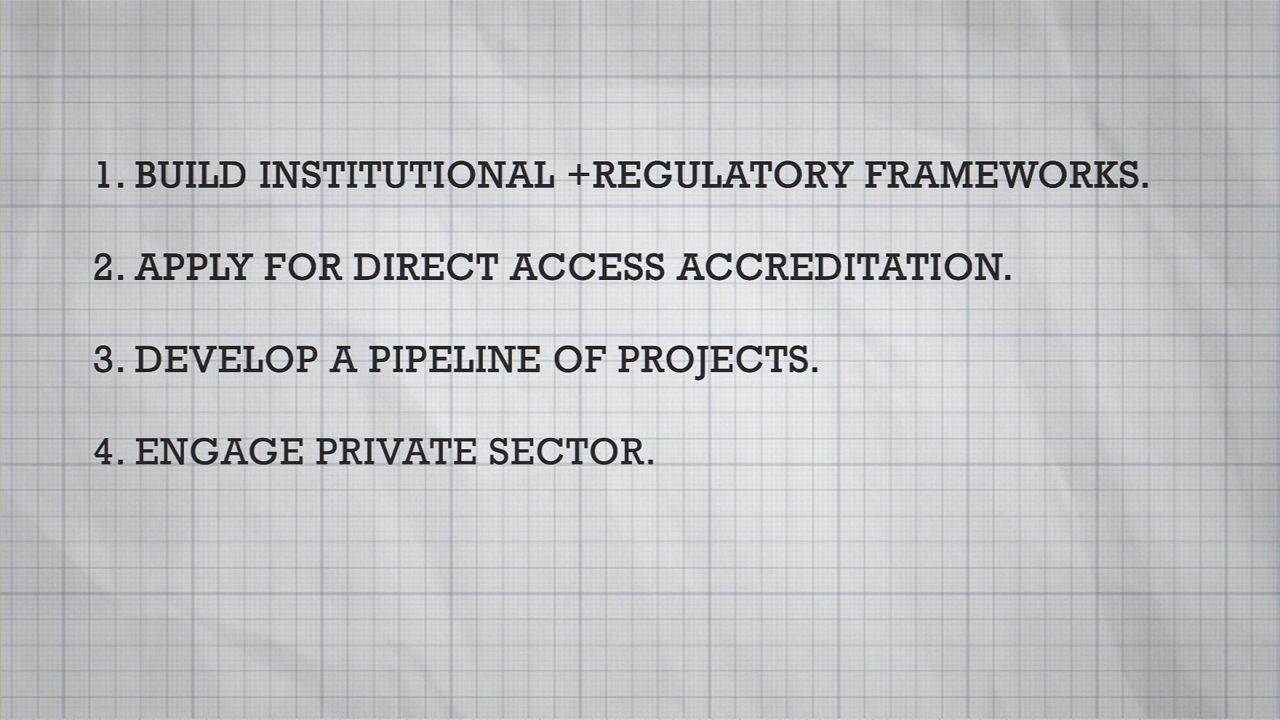 1. BUILD INSTITUTIONAL +REGULATORY FRAMEWORKS.
2. APPLY FOR DIRECT ACCESS ACCREDITATION.
3. DEVELOP A PIPELINE OF PROJECTS.
4. ENGAGE PRIVATE SECTOR.